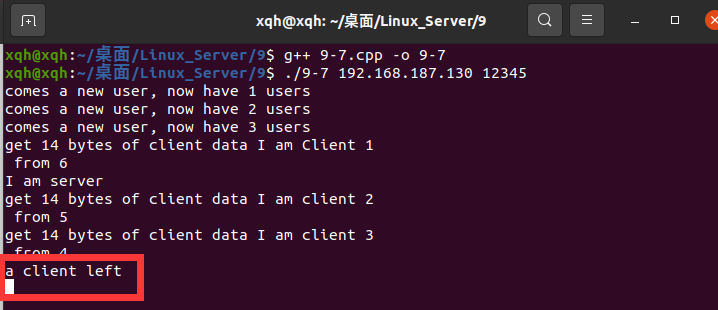 xqh@xqh: ~/桌面/Linux_Server/9
xqh@xqh:~/桌面/Linux_Server/9$ g++ 9-7.cpp -o 9-7
xqh@xqh:~/桌面/Linux_Server/9$ ./9-7 192.168.187.130 12345
comes a new user, now have 1 users
comes a new user, now have 2 users
comes a new user, now have 3 users
get 14 bytes of client data I am Client 1
 from 6
I am server
get 14 bytes of client data I am client 2
 from 5
get 14 bytes of client data I am client 3
 from 4
a client left